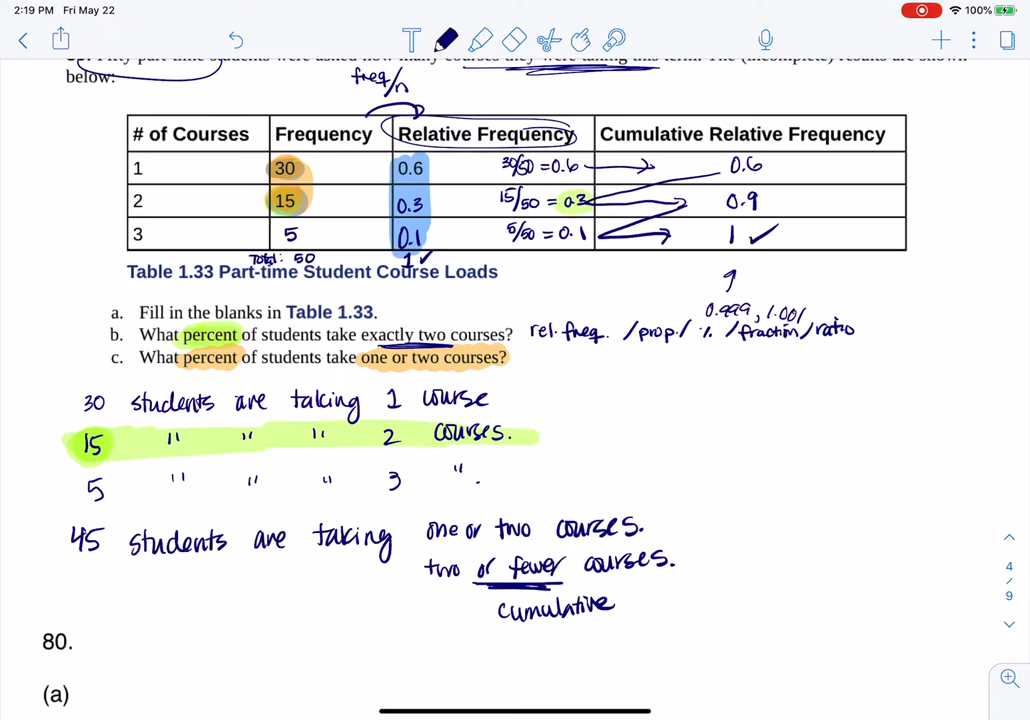 2:19 PM Fri May 22
100%
T
below:
freq/n
# of Courses Frequency Relative Frequency Cumulative Relative Frequency
1 30 0.6 30/50 = 0.6 0.6
2 15 0.3 15/50 = 0.3 0.9
3 5 0.1 5/50 = 0.1 1 ✓
Total: 50 1 ✓
Table 1.33 Part-time Student Course Loads
0.999, 1.001
a. Fill in the blanks in Table 1.33.
b. What percent of students take exactly two courses? rel. freq. / prop. / % / fraction / ratio
c. What percent of students take one or two courses?
30 students are taking 1 course
15 " " " 2 courses.
5 " " " 3 " .
45 students are taking one or two courses.
two or fewer courses.
cumulative
4
/
9
80.
(a)